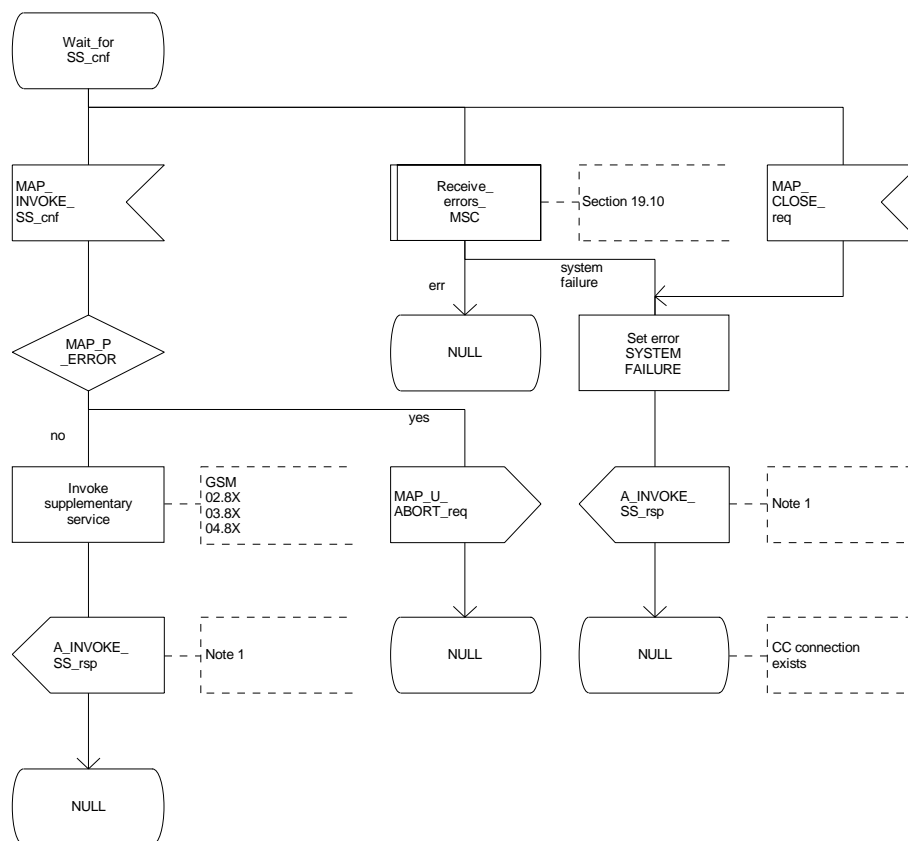 Wait_for
SS_cnf
MAP_
INVOKE_
SS_cnf
Receive_
errors_
MSC
Section 19.10
MAP_
CLOSE_
req
err
system
failure
MAP_P
_ERROR
NULL
Set error
SYSTEM
FAILURE
no
yes
Invoke
supplementary
service
GSM
02.8X
03.8X
04.8X
MAP_U_
ABORT_req
A_INVOKE_
SS_rsp
Note 1
A_INVOKE_
SS_rsp
Note 1
NULL
NULL
CC connection
exists
NULL